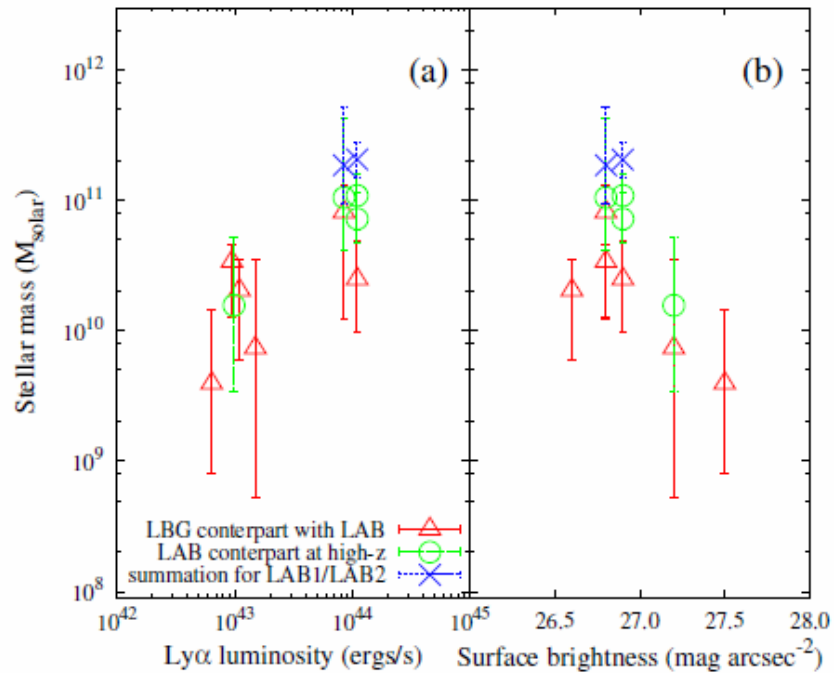 (a)
(b)
Stellar mass (M_solar)
10^12
10^11
10^10
10^9
10^8
LBG conterpart with LAB
LAB conterpart at high-z
summation for LAB1/LAB2
10^42 10^43 10^44 10^45 26.5 27.0 27.5 28.0
Lyα luminosity (ergs/s) Surface brightness (mag arcsec^-2)